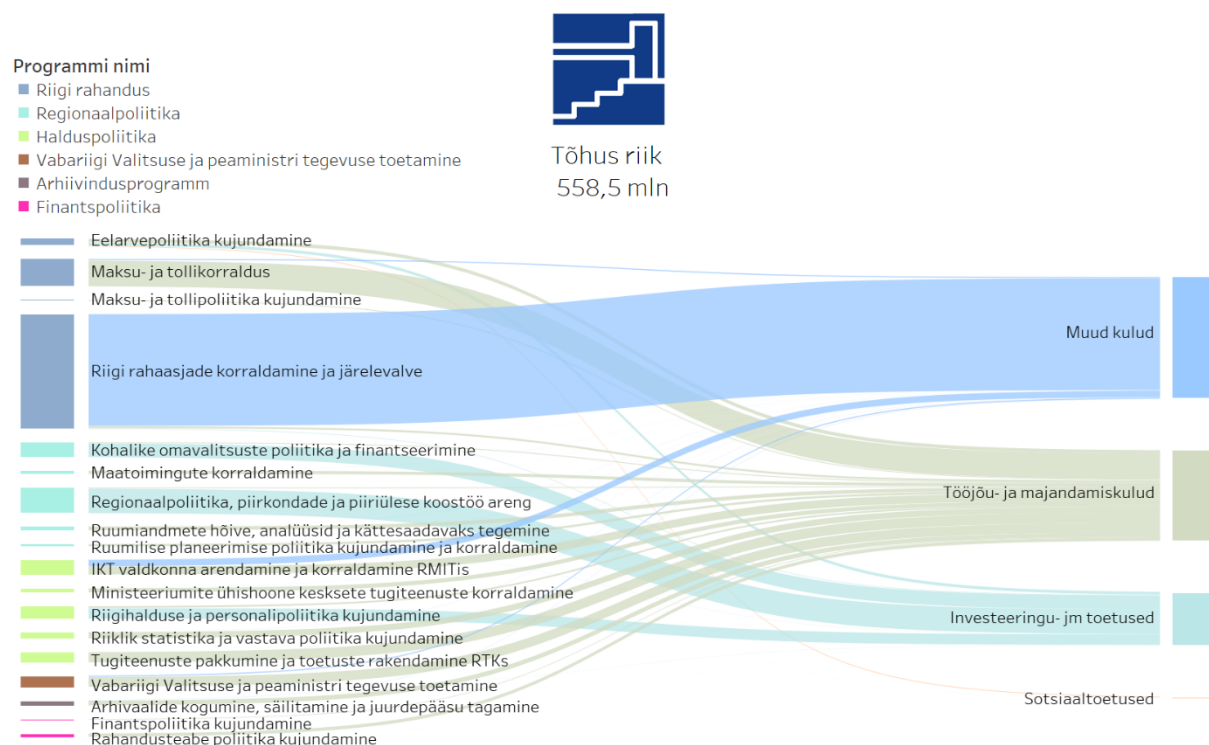 Programmi nimi
Riigi rahandus
Regionaalpoliitika
Halduspoliitika
Vabariigi Valitsuse ja peaministri tegevuse toetamine
Arhiivindusprogramm
Finantspoliitika
Tõhus riik
558,5 mln
Eelarvepoliitika kujundamine
Maksu- ja tollikorraldus
Maksu- ja tollipoliitika kujundamine
Riigi rahaasjade korraldamine ja järelevalve
Kohalike omavalitsuste poliitika ja finantseerimine
Maatoimingute korraldamine
Regionaalpoliitika, piirkondade ja piiriülese koostöö areng
Ruumiandmete hõive, analüüsid ja kättesaadavaks tegemine
Ruumilise planeerimise poliitika kujundamine ja korraldamine
IKT valdkonna arendamine ja korraldamine RMITis
Ministeeriumite ühishoone kesksete tugiteenuste korraldamine
Riigihalduse ja personalipoliitika kujundamine
Riiklik statistika ja vastava poliitika kujundamine
Tugiteenuste pakkumine ja toetuste rakendamine RTKs
Vabariigi Valitsuse ja peaministri tegevuse toetamine
Arhivaalide kogumine, säilitamine ja juurdepääsu tagamine
Finantspoliitika kujundamine
Rahandusteabe poliitika kujundamine
Muud kulud
Tööjõu- ja majandamiskulud
Investeeringu- jm toetused
Sotsiaaltoetused